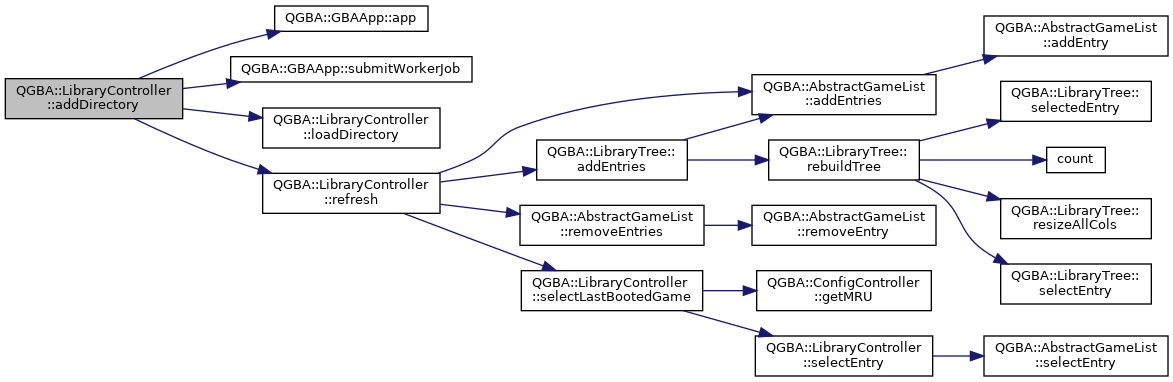 QGBA::LibraryController
::addDirectory
QGBA::GBAApp::app
QGBA::GBAApp::submitWorkerJob
QGBA::LibraryController
::loadDirectory
QGBA::LibraryController
::refresh
QGBA::LibraryTree::
addEntries
QGBA::AbstractGameList
::removeEntries
QGBA::LibraryController
::selectLastBootedGame
QGBA::AbstractGameList
::addEntries
QGBA::LibraryTree::
rebuildTree
QGBA::AbstractGameList
::removeEntry
QGBA::ConfigController
::getMRU
QGBA::LibraryController
::selectEntry
QGBA::AbstractGameList
::addEntry
QGBA::LibraryTree::
selectedEntry
count
QGBA::LibraryTree::
resizeAllCols
QGBA::LibraryTree::
selectEntry
QGBA::AbstractGameList
::selectEntry